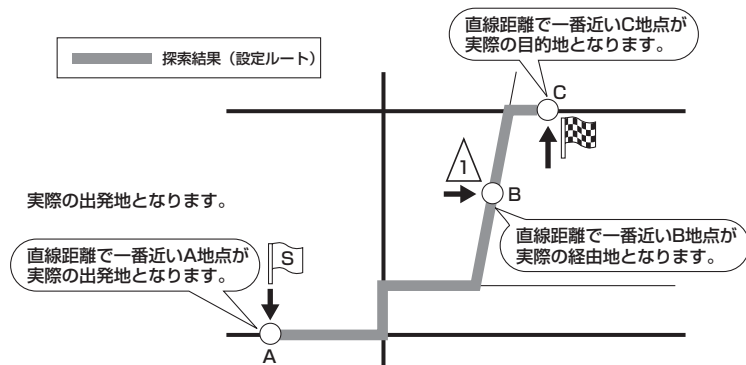 探索結果（設定ルート）
直線距離で一番近いC地点が
実際の目的地となります。
C
1
B
直線距離で一番近いB地点が
実際の経由地となります。
実際の出発地となります。
直線距離で一番近いA地点が
実際の出発地となります。
S
A